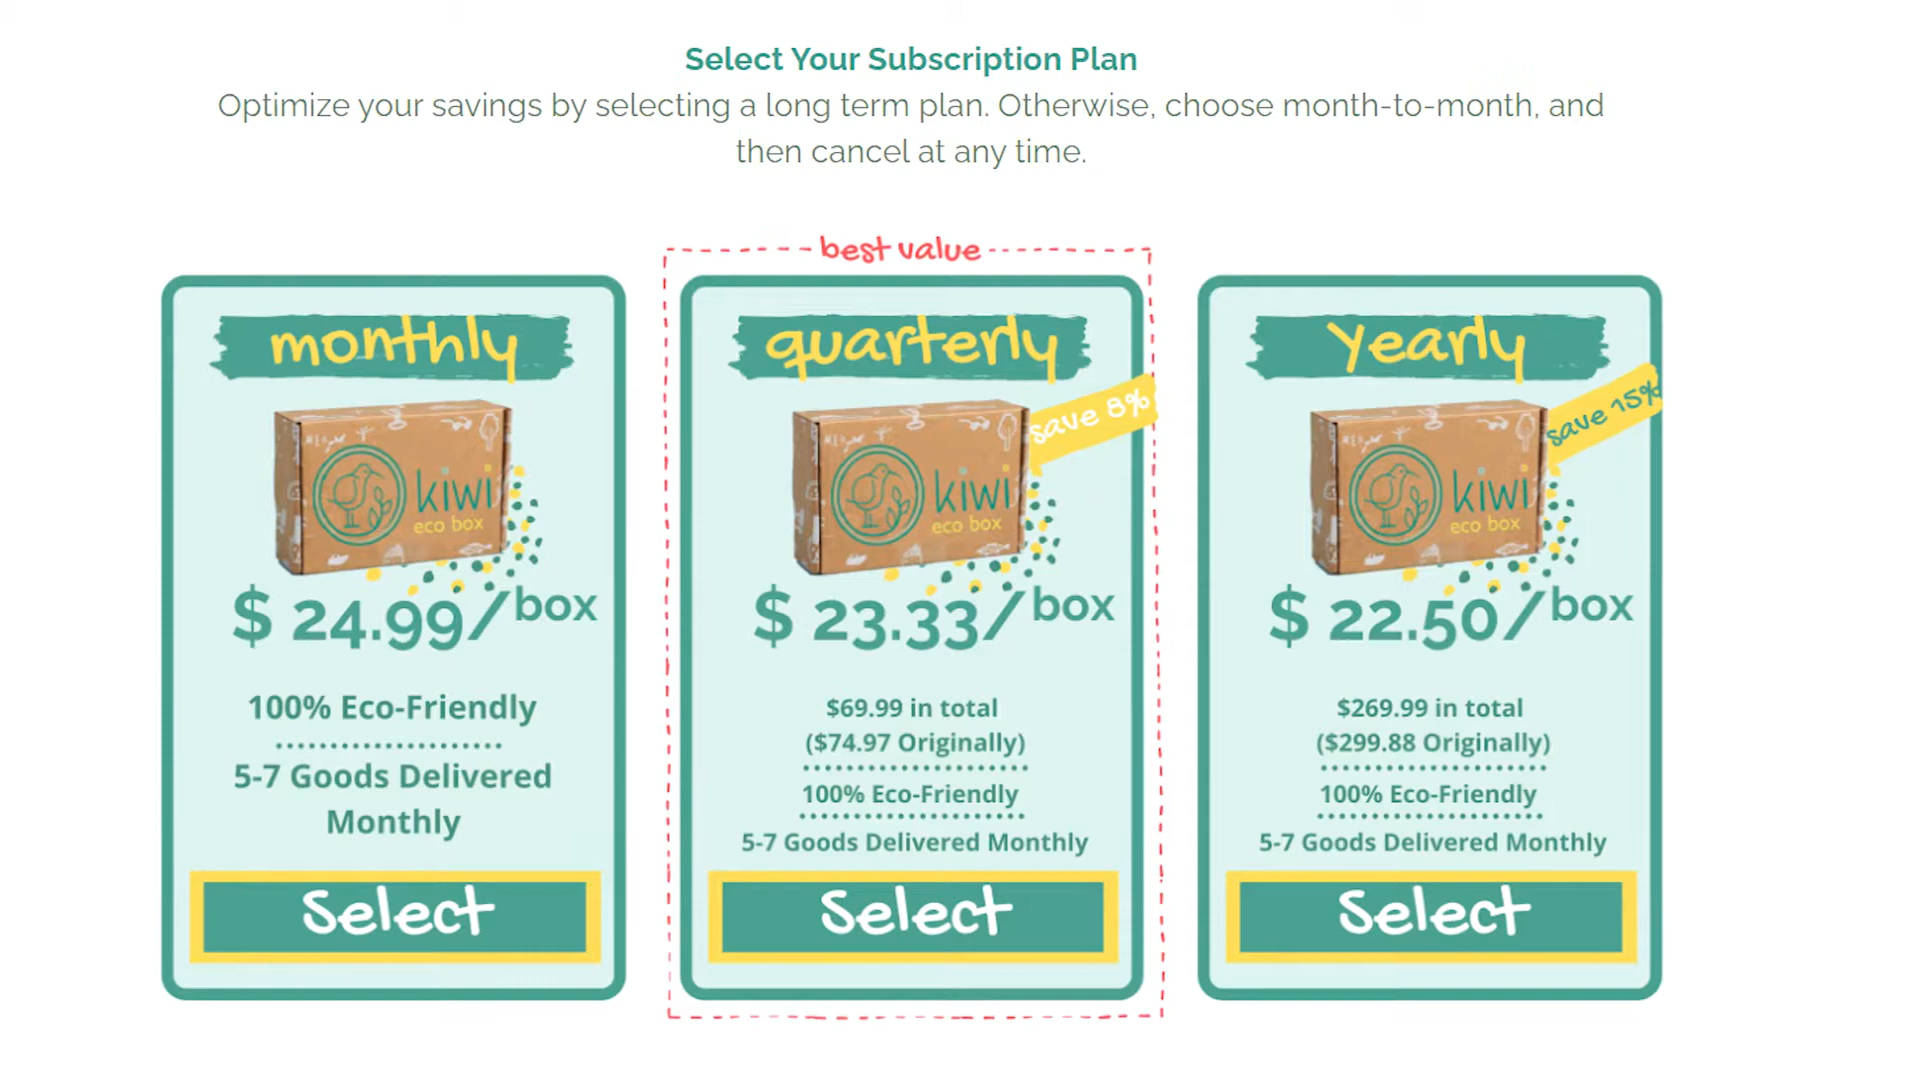 Select Your Subscription Plan
Optimize your savings by selecting a long term plan. Otherwise, choose month-to-month, and
then cancel at any time.
best value
monthly
kiwi
eco box
$ 24.99/box
100% Eco-Friendly
5-7 Goods Delivered
Monthly
Select
quarterly
save 8%
kiwi
eco box
$ 23.33/box
$69.99 in total
($74.97 Originally)
100% Eco-Friendly
5-7 Goods Delivered Monthly
Select
Yearly
save 15%
kiwi
eco box
$ 22.50/box
$269.99 in total
($299.88 Originally)
100% Eco-Friendly
5-7 Goods Delivered Monthly
Select